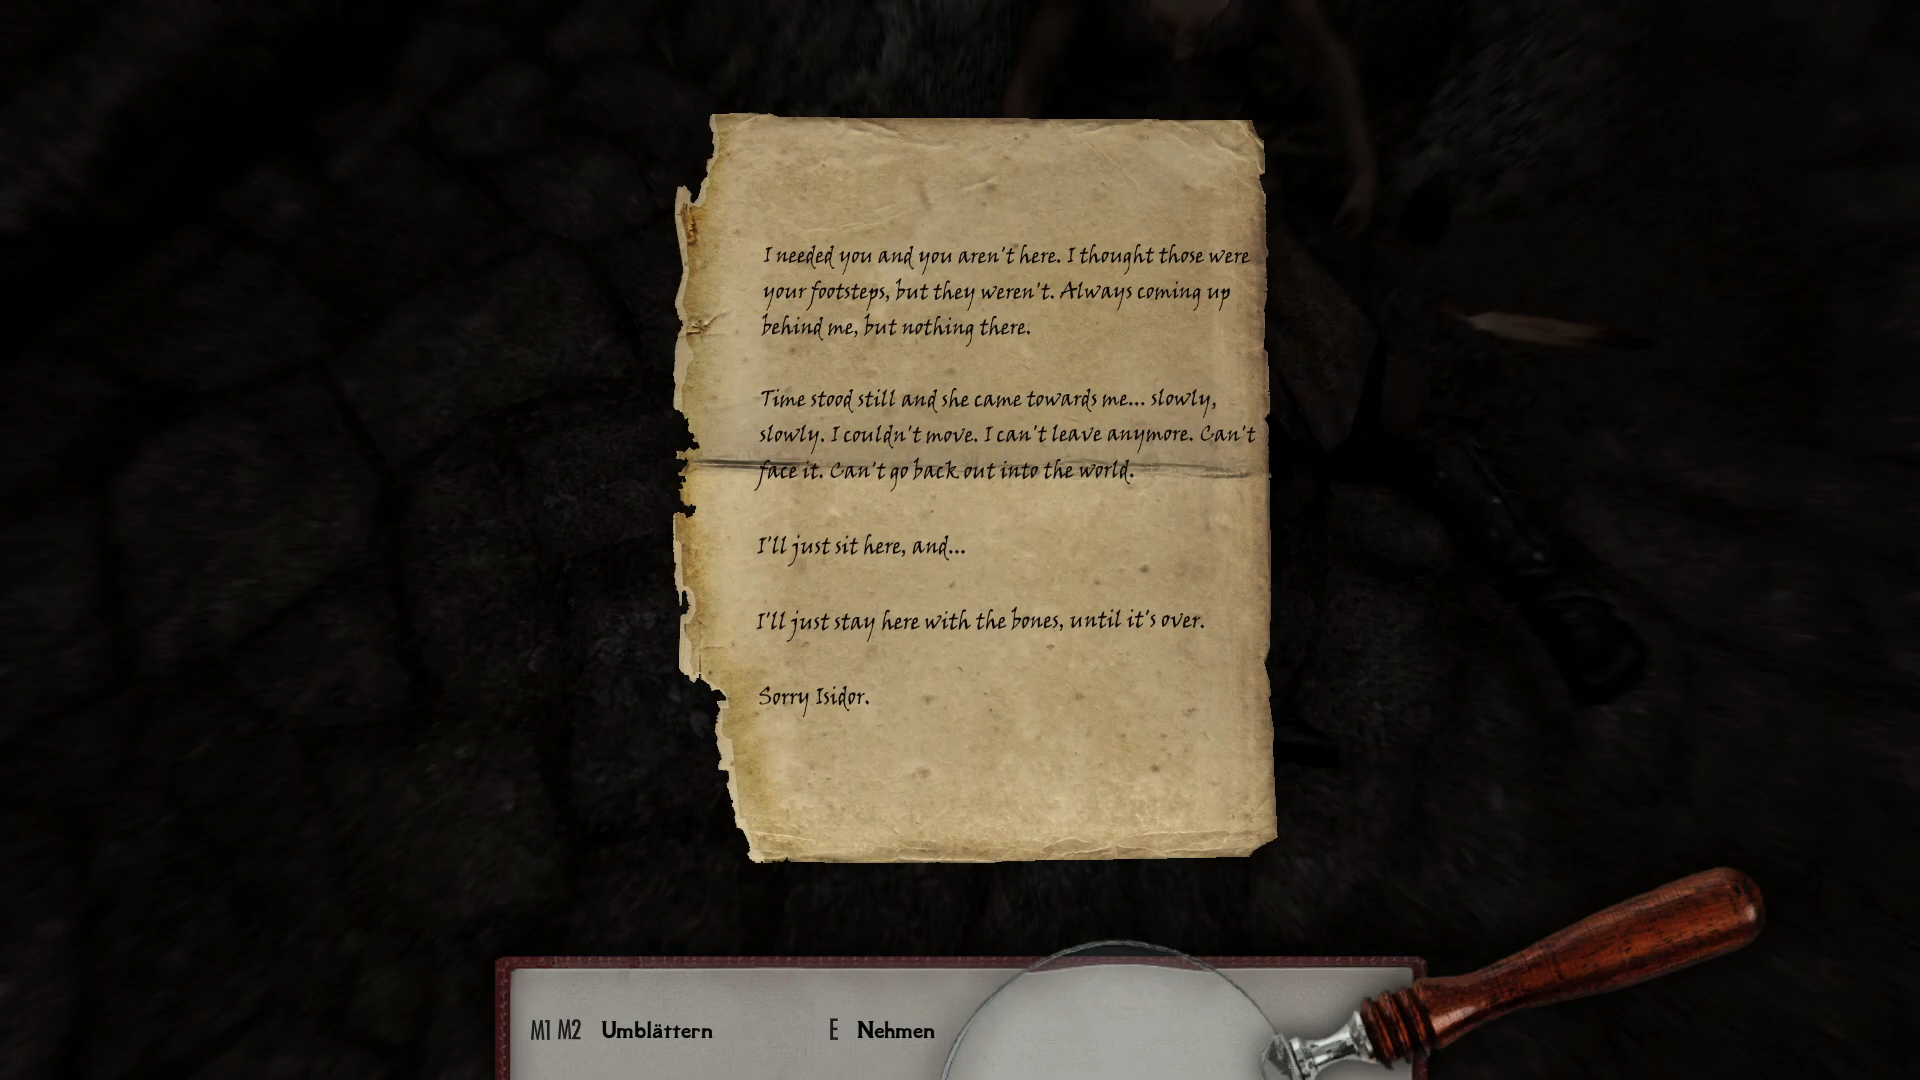 I needed you and you aren't here. I thought those were
your footsteps, but they weren't. Always coming up
behind me, but nothing there.
Time stood still and she came towards me... slowly,
slowly. I couldn't move. I can't leave anymore. Can't
face it. Can't go back out into the world.
I'll just sit here, and...
I'll just stay here with the bones, until it's over.
Sorry Isidor.
M1 M2 Umblättern E Nehmen